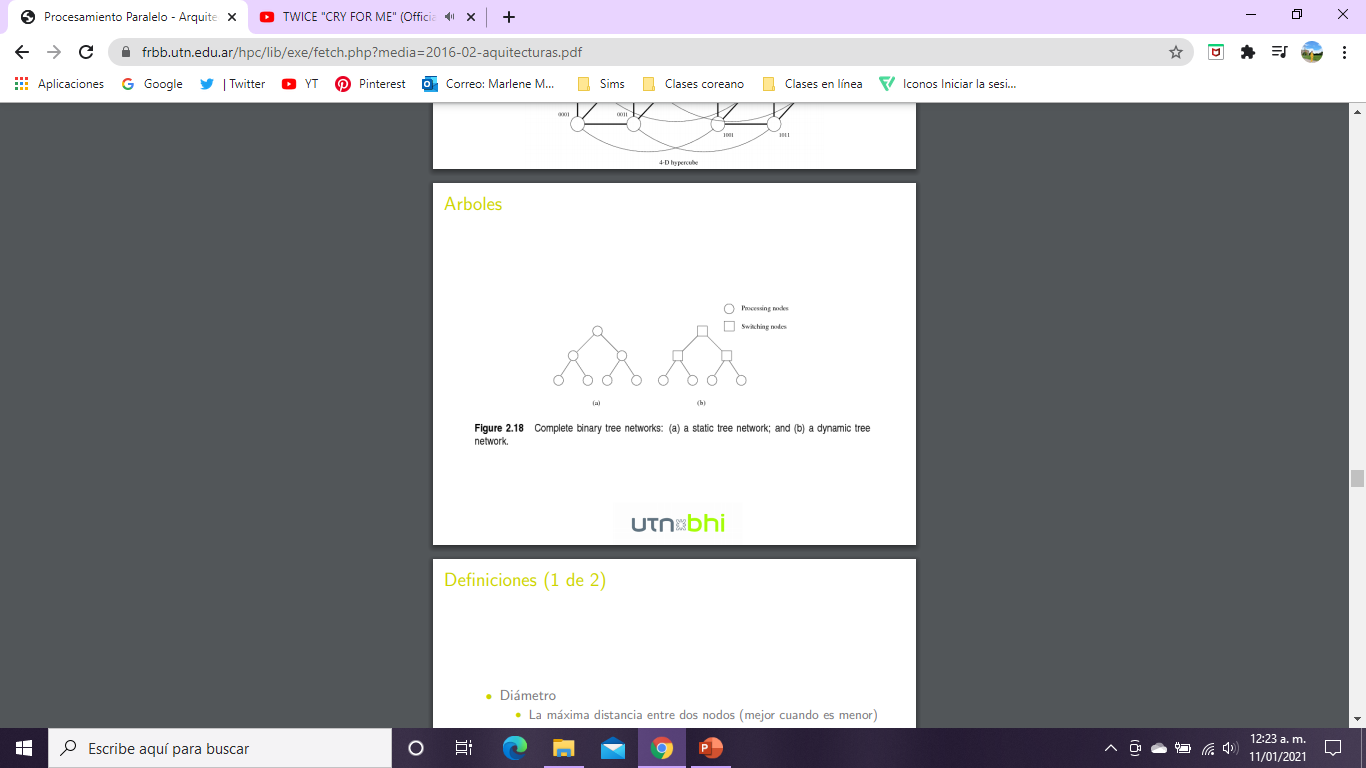 Procesamiento Paralelo - Arquite
TWICE "CRY FOR ME" (Officia
frbb.utn.edu.ar/hpc/lib/exe/fetch.php?media=2016-02-aquitecturas.pdf
Aplicaciones
Google
| Twitter
YT
Pinterest
Correo: Marlene M...
Sims
Clases coreano
Clases en línea
Iconos Iniciar la sesi...
0001
0011
1001
1011
4-D hypercube
Arboles
Processing nodes
Switching nodes
(a)
(b)
Figure 2.18 Complete binary tree networks: (a) a static tree network; and (b) a dynamic tree
network.
utn bhi
Definiciones (1 de 2)
• Diámetro
• La máxima distancia entre dos nodos (mejor cuando es menor)
Escribe aquí para buscar
12:23 a. m.
11/01/2021